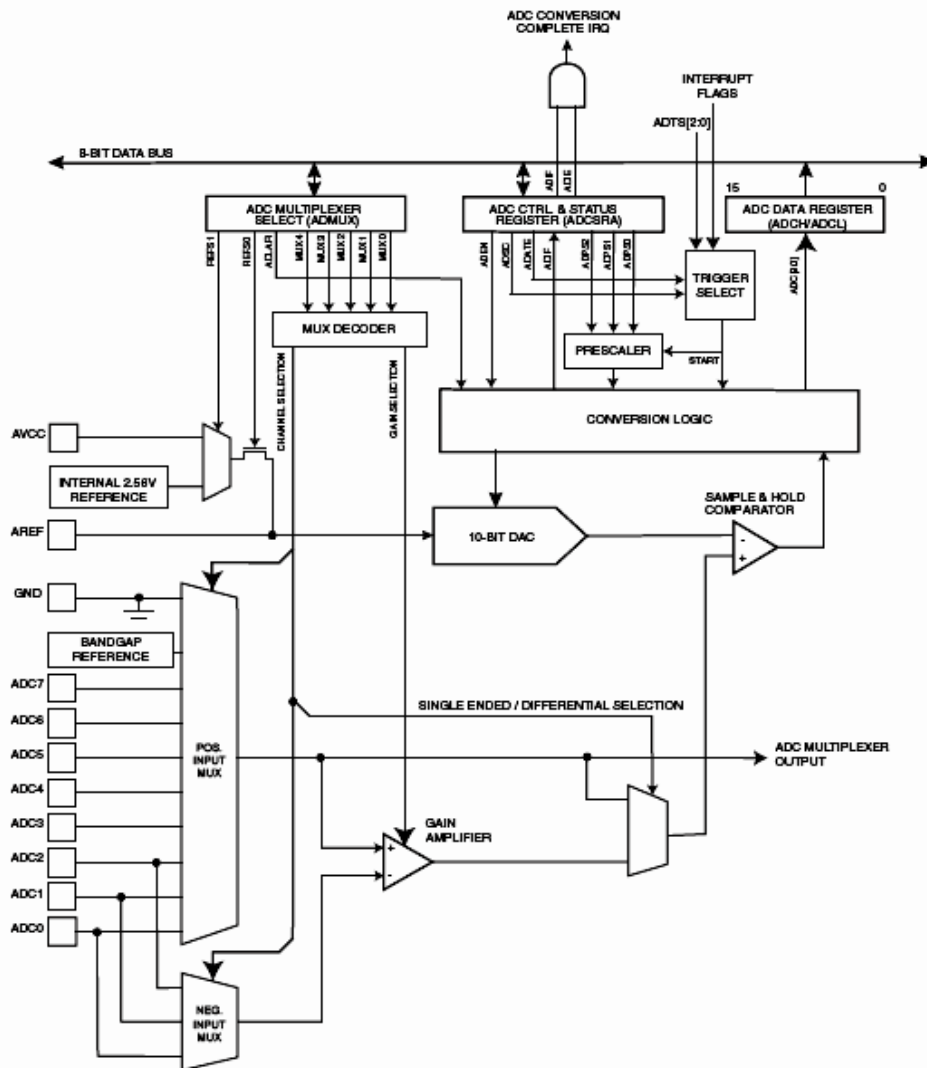 ADC CONVERSION
COMPLETE IRQ
INTERRUPT
FLAGS
ADTS[2:0]
8-BIT DATA BUS
ADIF
ADIE
15
0
ADC MULTIPLEXER
SELECT (ADMUX)
ADC CTRL & STATUS
REGISTER (ADCSRA)
ADC DATA REGISTER
(ADCH/ADCL)
REFS1
REFS0
ADLAR
MUX4
MUX3
MUX2
MUX1
MUX0
ADEN
ADSC
ADATE
ADIF
ADPS2
ADPS1
ADPS0
ADC[9:0]
TRIGGER
SELECT
MUX DECODER
PRESCALER
START
CHANNEL SELECTION
GAIN SELECTION
CONVERSION LOGIC
AVCC
INTERNAL 2.56V
REFERENCE
SAMPLE & HOLD
COMPARATOR
AREF
10-BIT DAC
-
+
GND
BANDGAP
REFERENCE
ADC7
SINGLE ENDED / DIFFERENTIAL SELECTION
ADC6
ADC5
POS.
INPUT
MUX
ADC MULTIPLEXER
OUTPUT
ADC4
ADC3
GAIN
AMPLIFIER
+
-
ADC2
ADC1
ADC0
NEG.
INPUT
MUX